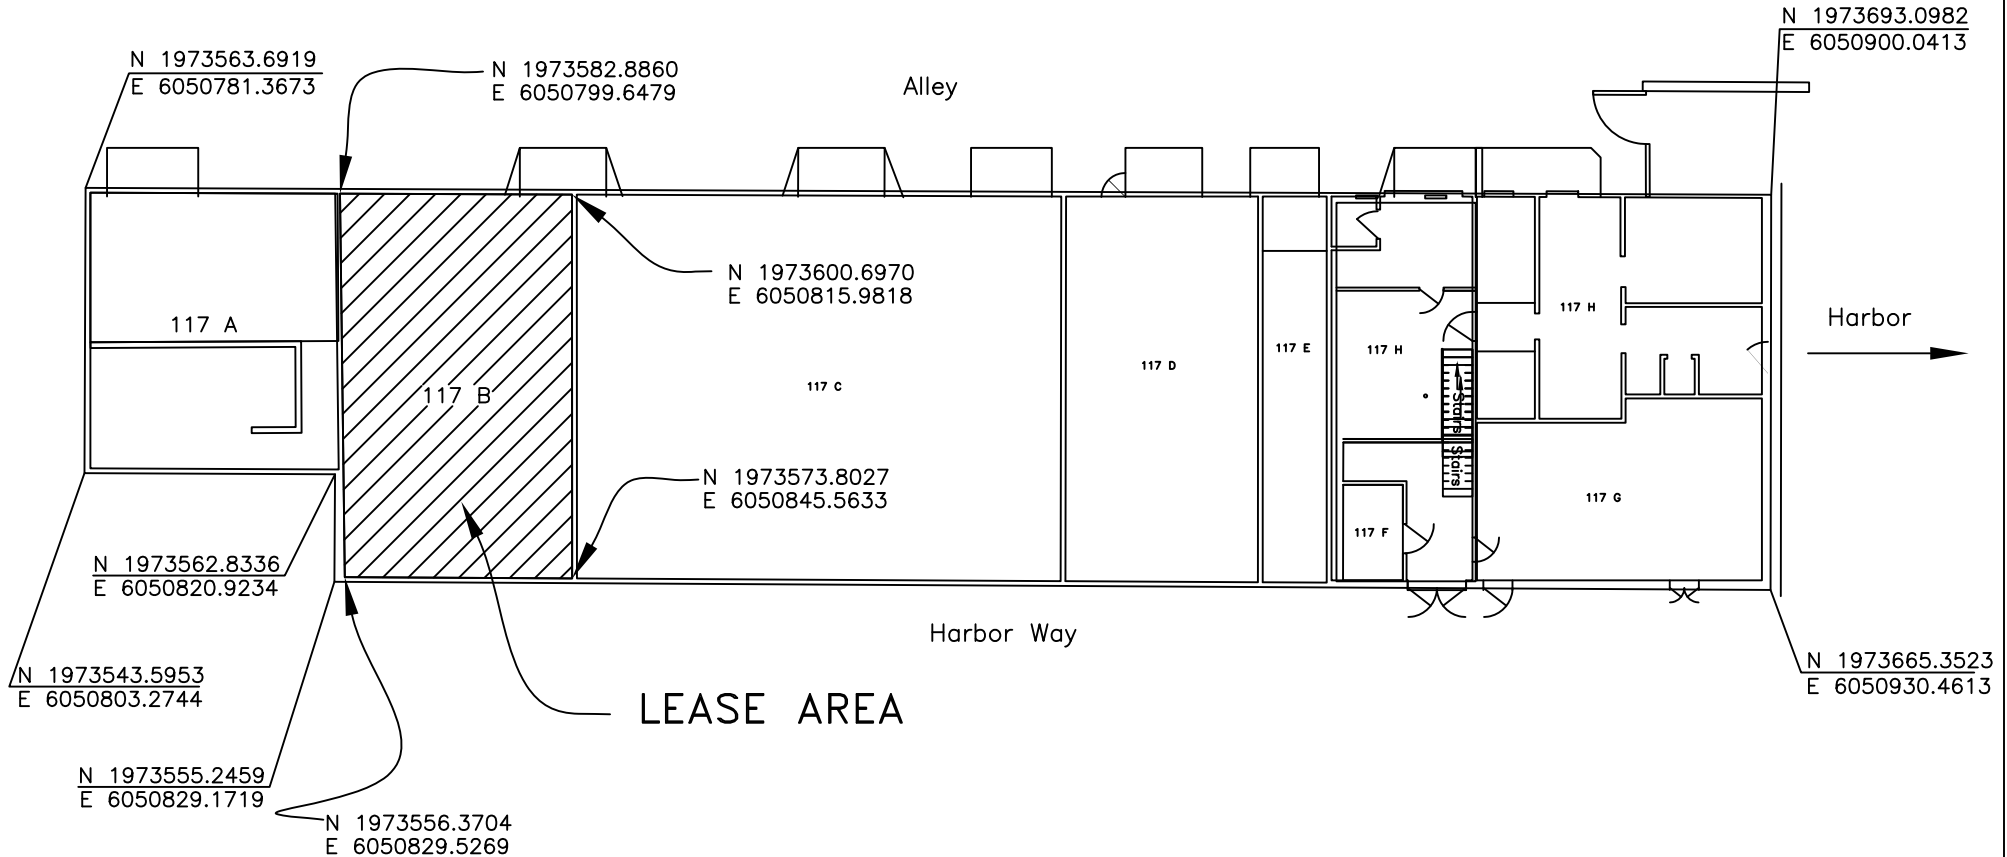 N 1973693.0982
E 6050900.0413
N 1973563.6919
E 6050781.3673
N 1973582.8860
E 6050799.6479
Alley
N 1973600.6970
E 6050815.9818
117 A
117 B
117 C
117 D
117 E
117 H
117 H
Harbor
Stairs
Stairs
N 1973573.8027
E 6050845.5633
117 G
117 F
N 1973562.8336
E 6050820.9234
Harbor Way
N 1973543.5953
E 6050803.2744
LEASE AREA
N 1973665.3523
E 6050930.4613
N 1973555.2459
E 6050829.1719
N 1973556.3704
E 6050829.5269